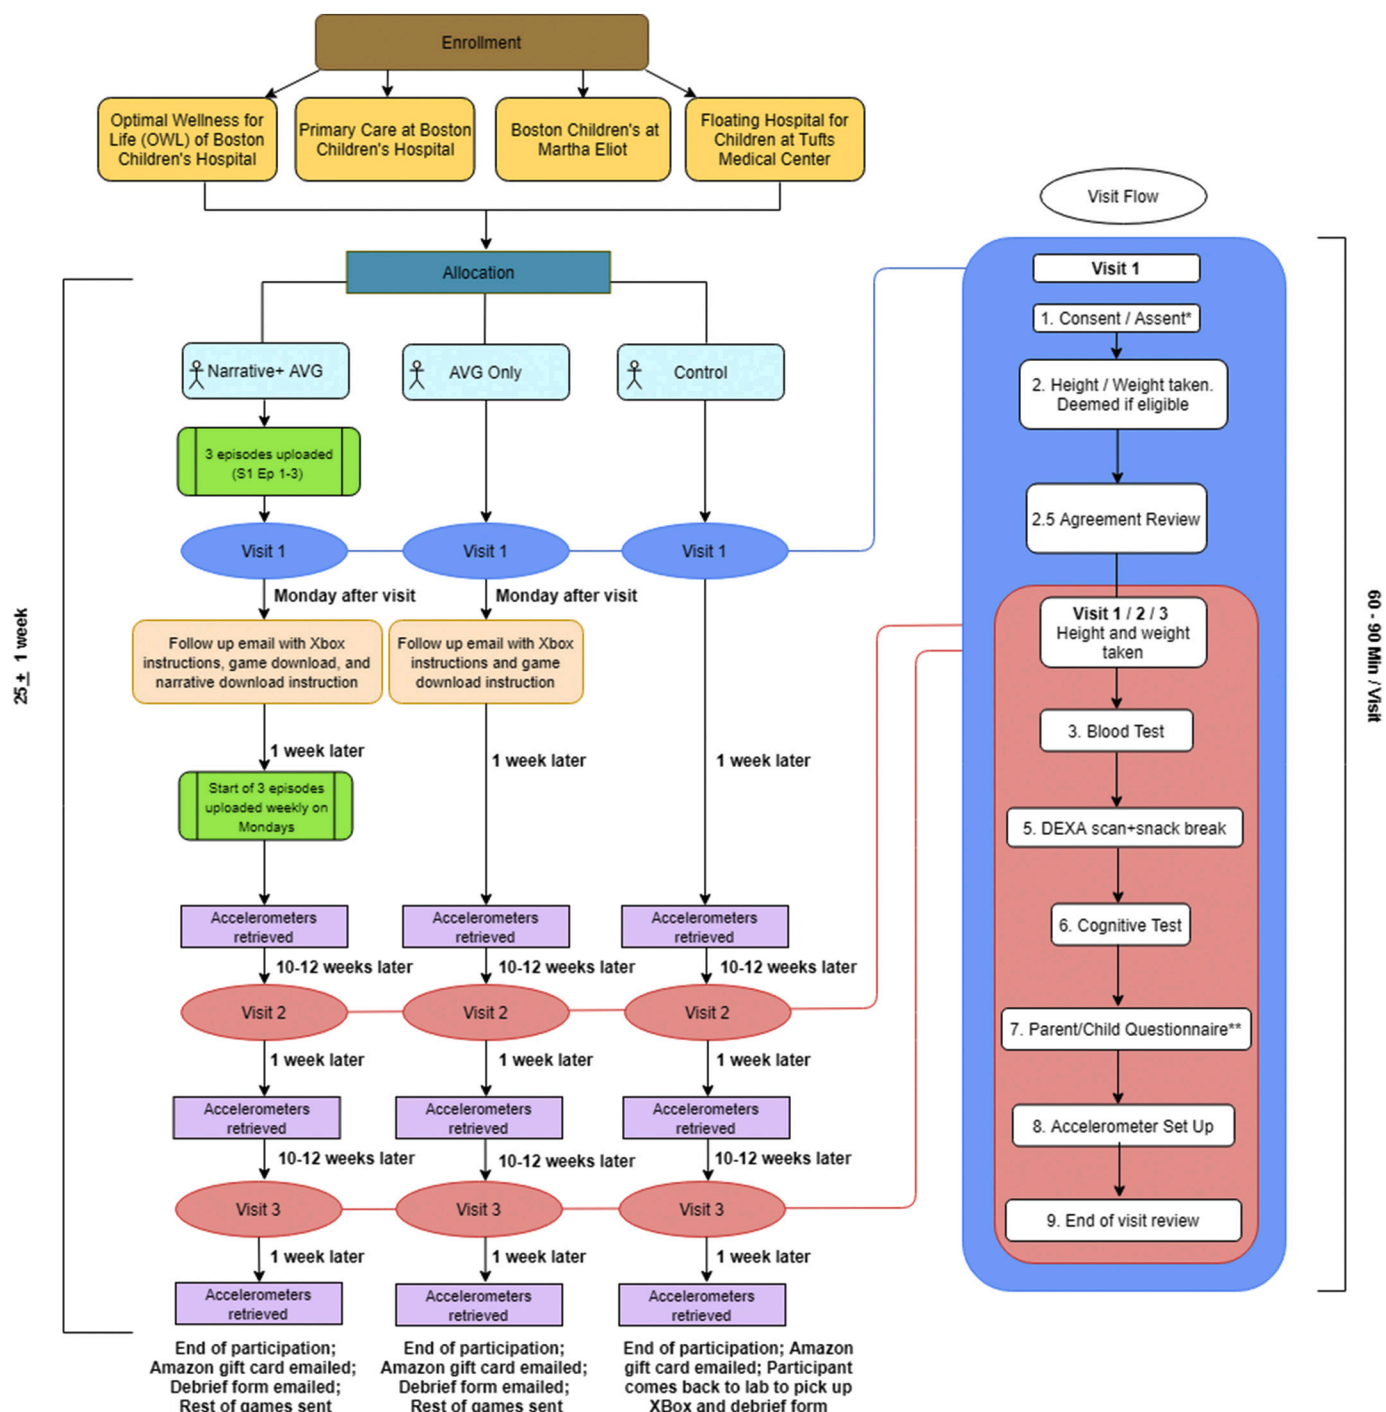 Enrollment
Optimal Wellness for
Life (OWL) of Boston
Children's Hospital
Primary Care at Boston
Children's Hospital
Boston Children's at
Martha Eliot
Floating Hospital for
Children at Tufts
Medical Center
Allocation
Narrative+ AVG
AVG Only
Control
3 episodes uploaded
(S1 Ep 1-3)
Visit 1
Visit 1
Visit 1
Monday after visit
Monday after visit
Follow up email with Xbox
instructions, game download, and
narrative download instruction
Follow up email with Xbox
instructions and game
download instruction
1 week later
1 week later
1 week later
Start of 3 episodes
uploaded weekly on
Mondays
Accelerometers
retrieved
Accelerometers
retrieved
Accelerometers
retrieved
10-12 weeks later
10-12 weeks later
10-12 weeks later
Visit 2
Visit 2
Visit 2
1 week later
1 week later
1 week later
Accelerometers
retrieved
Accelerometers
retrieved
Accelerometers
retrieved
10-12 weeks later
10-12 weeks later
10-12 weeks later
Visit 3
Visit 3
Visit 3
1 week later
1 week later
1 week later
Accelerometers
retrieved
Accelerometers
retrieved
Accelerometers
retrieved
End of participation;
Amazon gift card emailed;
Debrief form emailed;
Rest of games sent
End of participation;
Amazon gift card emailed;
Debrief form emailed;
Rest of games sent
End of participation; Amazon
gift card emailed; Participant
comes back to lab to pick up
XBox and debrief form
25± 1 week
Visit Flow
Visit 1
1. Consent / Assent*
2. Height / Weight taken.
Deemed if eligible
2.5 Agreement Review
Visit 1 / 2 / 3
Height and weight
taken
3. Blood Test
5. DEXA scan+snack break
6. Cognitive Test
7. Parent/Child Questionnaire**
8. Accelerometer Set Up
9. End of visit review
60 - 90 Min /Visit